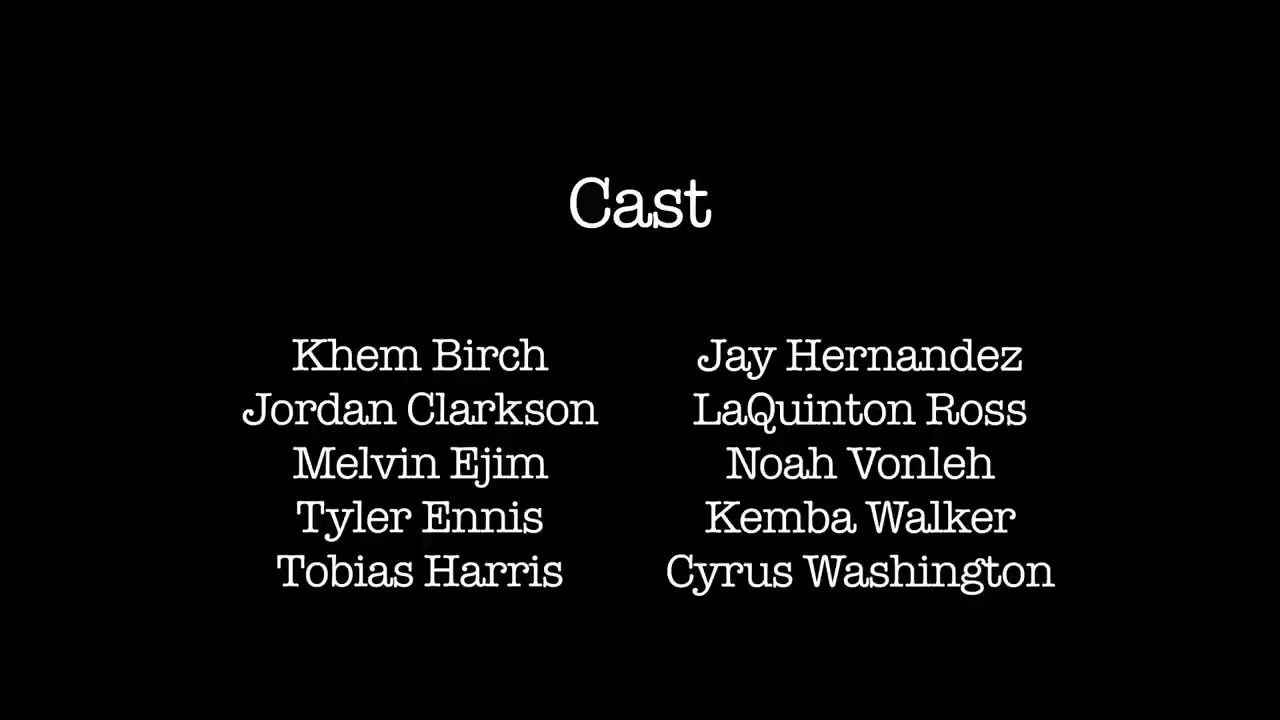 Cast
Khem Birch
Jordan Clarkson
Melvin Ejim
Tyler Ennis
Tobias Harris
Jay Hernandez
LaQuinton Ross
Noah Vonleh
Kemba Walker
Cyrus Washington